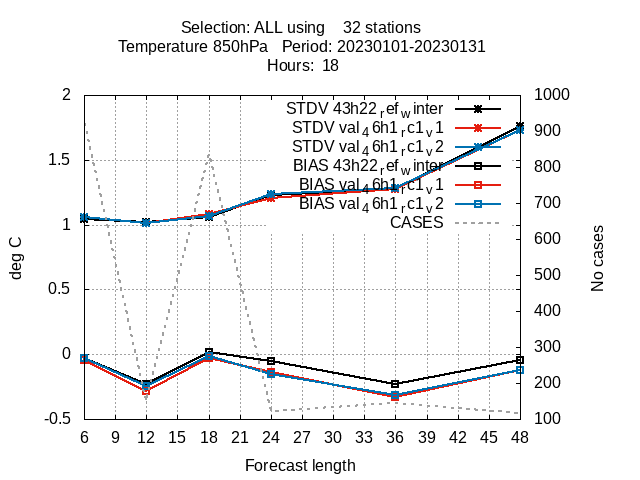 Selection: ALL using 32 stations
Temperature 850hPa Period: 20230101-20230131
Hours: 18
2
1.5
1
0.5
0
-0.5
deg C
1000
900
800
700
600
500
400
300
200
100
No cases
STDV 43h22ref_winter
STDV val46h1rc1v1
STDV val46h1rc1v2
BIAS 43h22ref_winter
BIAS val46h1rc1v1
BIAS val46h1rc1v2
CASES
6 9 12 15 18 21 24 27 30 33 36 39 42 45 48
Forecast length